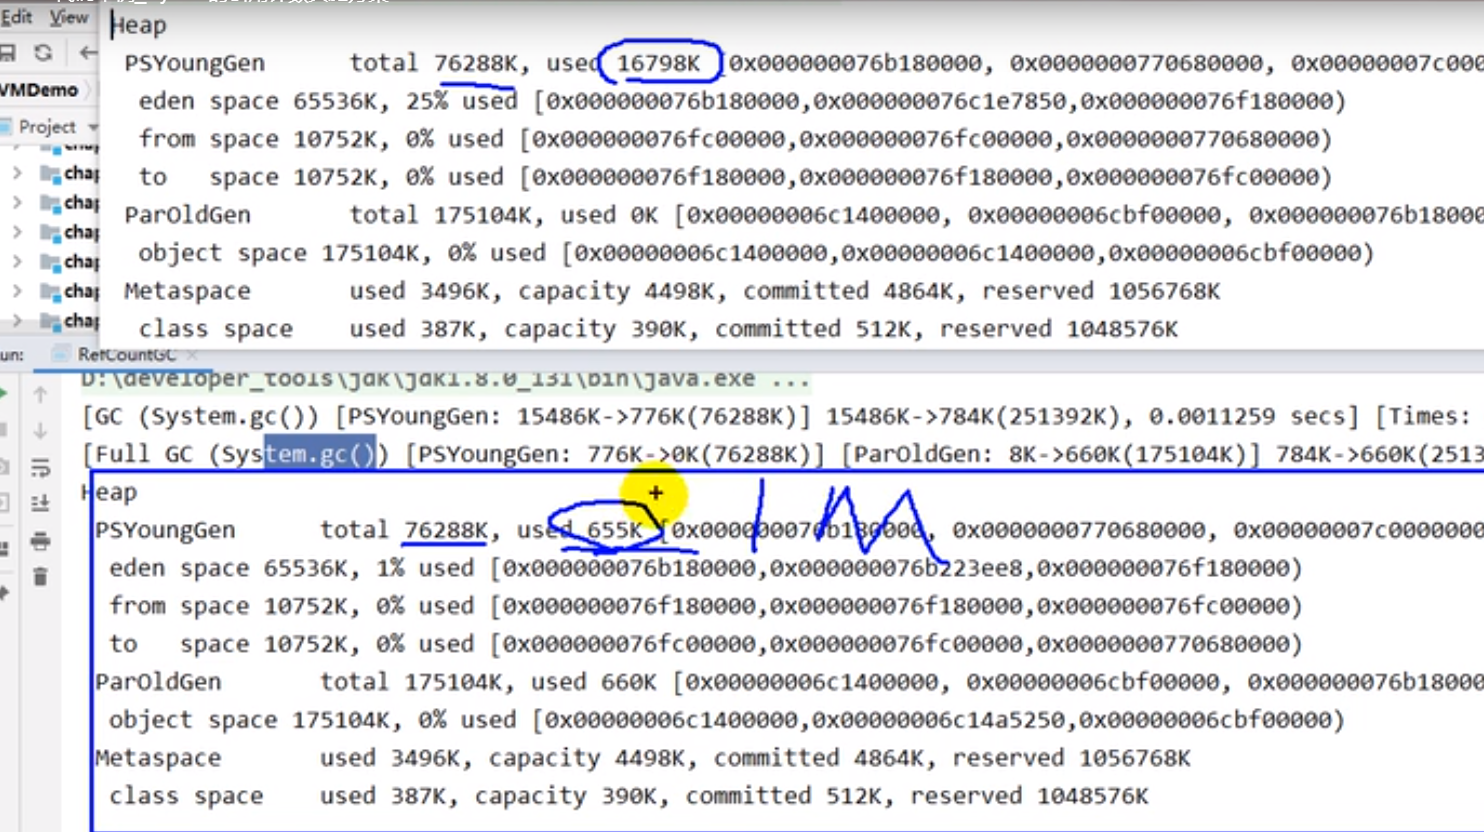 Edit View
Heap
PSYoungGen total 76288K, used 16798K [0x000000076b180000, 0x0000000770680000, 0x00000007c000
eden space 65536K, 25% used [0x000000076b180000,0x000000076c1e7850,0x000000076f180000)
from space 10752K, 0% used [0x000000076fc00000,0x000000076fc00000,0x0000000770680000)
to space 10752K, 0% used [0x000000076f180000,0x000000076f180000,0x000000076fc00000)
ParOldGen total 175104K, used 0K [0x00000006c1400000, 0x00000006cbf00000, 0x000000076b18000
object space 175104K, 0% used [0x00000006c1400000,0x00000006c1400000,0x00000006cbf00000)
Metaspace used 3496K, capacity 4498K, committed 4864K, reserved 1056768K
class space used 387K, capacity 390K, committed 512K, reserved 1048576K
VMDemo
Project
chap
chap
chap
chap
chap
chap
un: RefCountGC
D:\developer_tools\jdk\jdk1.8.0_131\bin\java.exe ...
[GC (System.gc()) [PSYoungGen: 15486K->776K(76288K)] 15486K->784K(251392K), 0.0011259 secs] [Times:
[Full GC (System.gc()) [PSYoungGen: 776K->0K(76288K)] [ParOldGen: 8K->660K(175104K)] 784K->660K(2513
Heap
PSYoungGen total 76288K, used 655K [0x000000076b180000, 0x0000000770680000, 0x00000007c0000000
1M
eden space 65536K, 1% used [0x000000076b180000,0x000000076b223ee8,0x000000076f180000)
from space 10752K, 0% used [0x000000076f180000,0x000000076f180000,0x000000076fc00000)
to space 10752K, 0% used [0x000000076fc00000,0x000000076fc00000,0x0000000770680000)
ParOldGen total 175104K, used 660K [0x00000006c1400000, 0x00000006cbf00000, 0x000000076b18000
object space 175104K, 0% used [0x00000006c1400000,0x00000006c14a5250,0x00000006cbf00000)
Metaspace used 3496K, capacity 4498K, committed 4864K, reserved 1056768K
class space used 387K, capacity 390K, committed 512K, reserved 1048576K